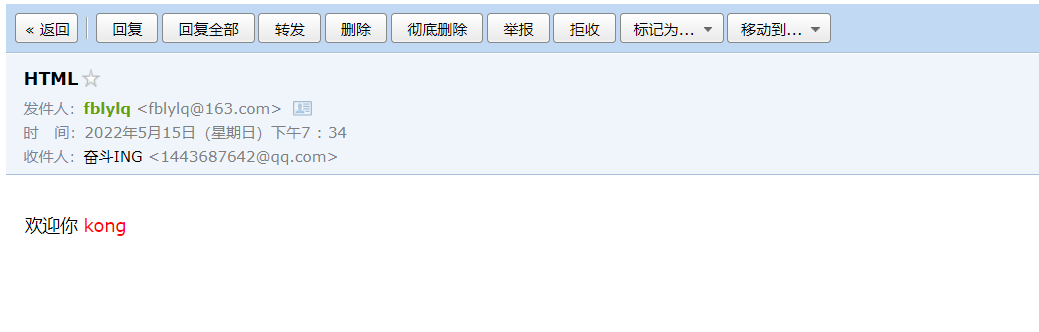 « 返回 回复 回复全部 转发 删除 彻底删除 举报 拒收 标记为... 移动到...
HTML
发件人：fblylq <fblylq@163.com>
时　间：2022年5月15日（星期日）下午7：34
收件人：奋斗ING <1443687642@qq.com>
欢迎你 kong